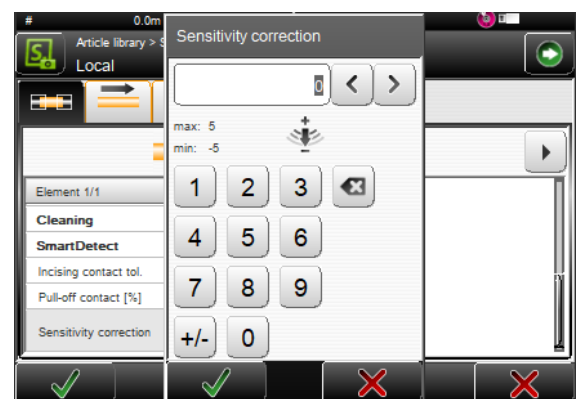 # 0.0m
Article library > S
Local
Sensitivity correction
0
< >
max: 5
min: -5
+
−
1 2 3
4 5 6
7 8 9
+/- 0
Element 1/1
Cleaning
SmartDetect
Incising contact tol.
Pull-off contact [%]
Sensitivity correction